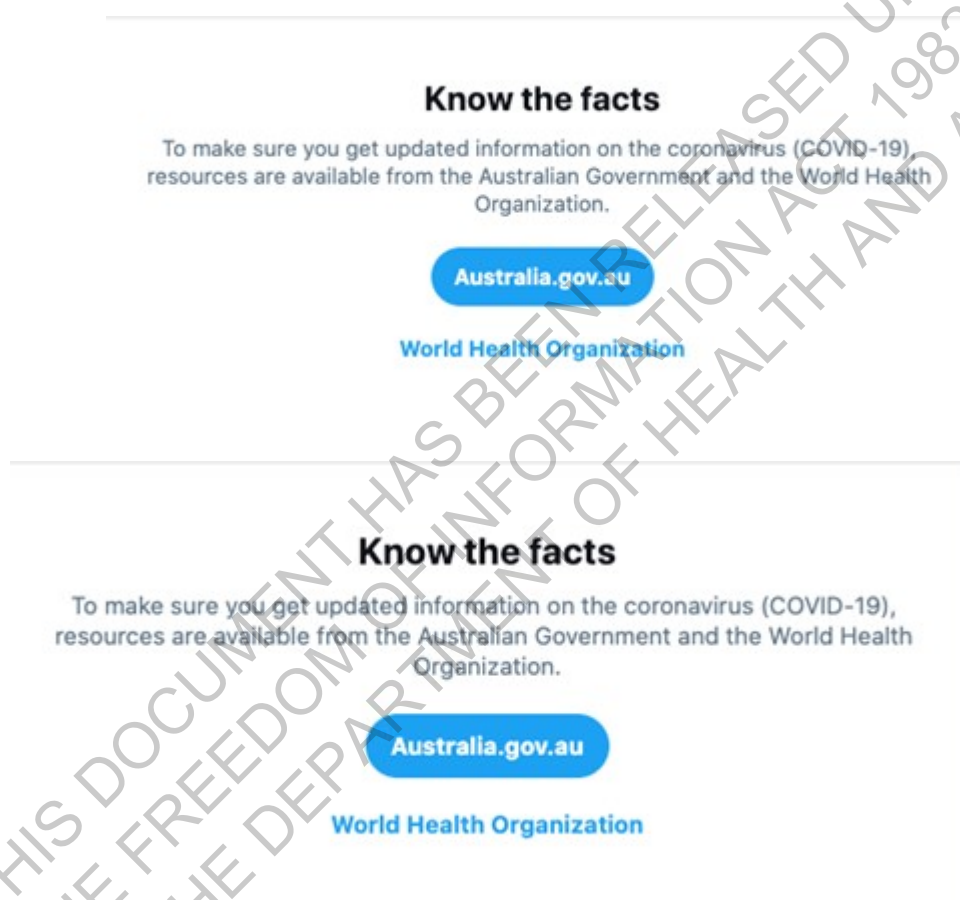 Know the facts
To make sure you get updated information on the coronavirus (COVID-19),
resources are available from the Australian Government and the World Health
Organization.
Australia.gov.au
World Health Organization
Know the facts
To make sure you get updated information on the coronavirus (COVID-19),
resources are available from the Australian Government and the World Health
Organization.
Australia.gov.au
World Health Organization
HIS DOCUMENT HAS BEEN RELEASED U
HE FREEDOM OF INFORMATION ACT 198
HE DEPARTMENT OF HEALTH AND A